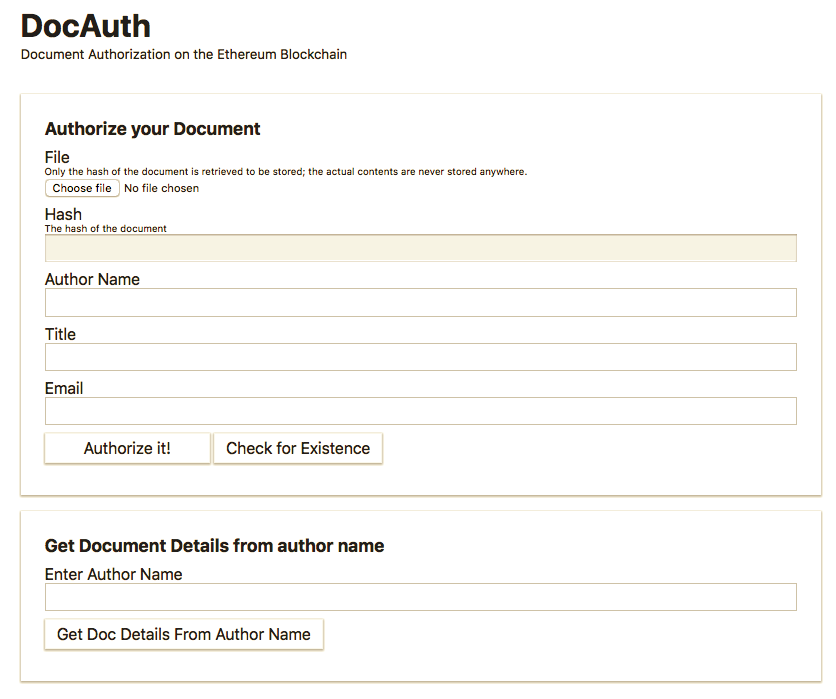 DocAuth
Document Authorization on the Ethereum Blockchain
Authorize your Document
File
Only the hash of the document is retrieved to be stored; the actual contents are never stored anywhere.
Choose file No file chosen
Hash
The hash of the document
Author Name
Title
Email
Authorize it! Check for Existence
Get Document Details from author name
Enter Author Name
Get Doc Details From Author Name